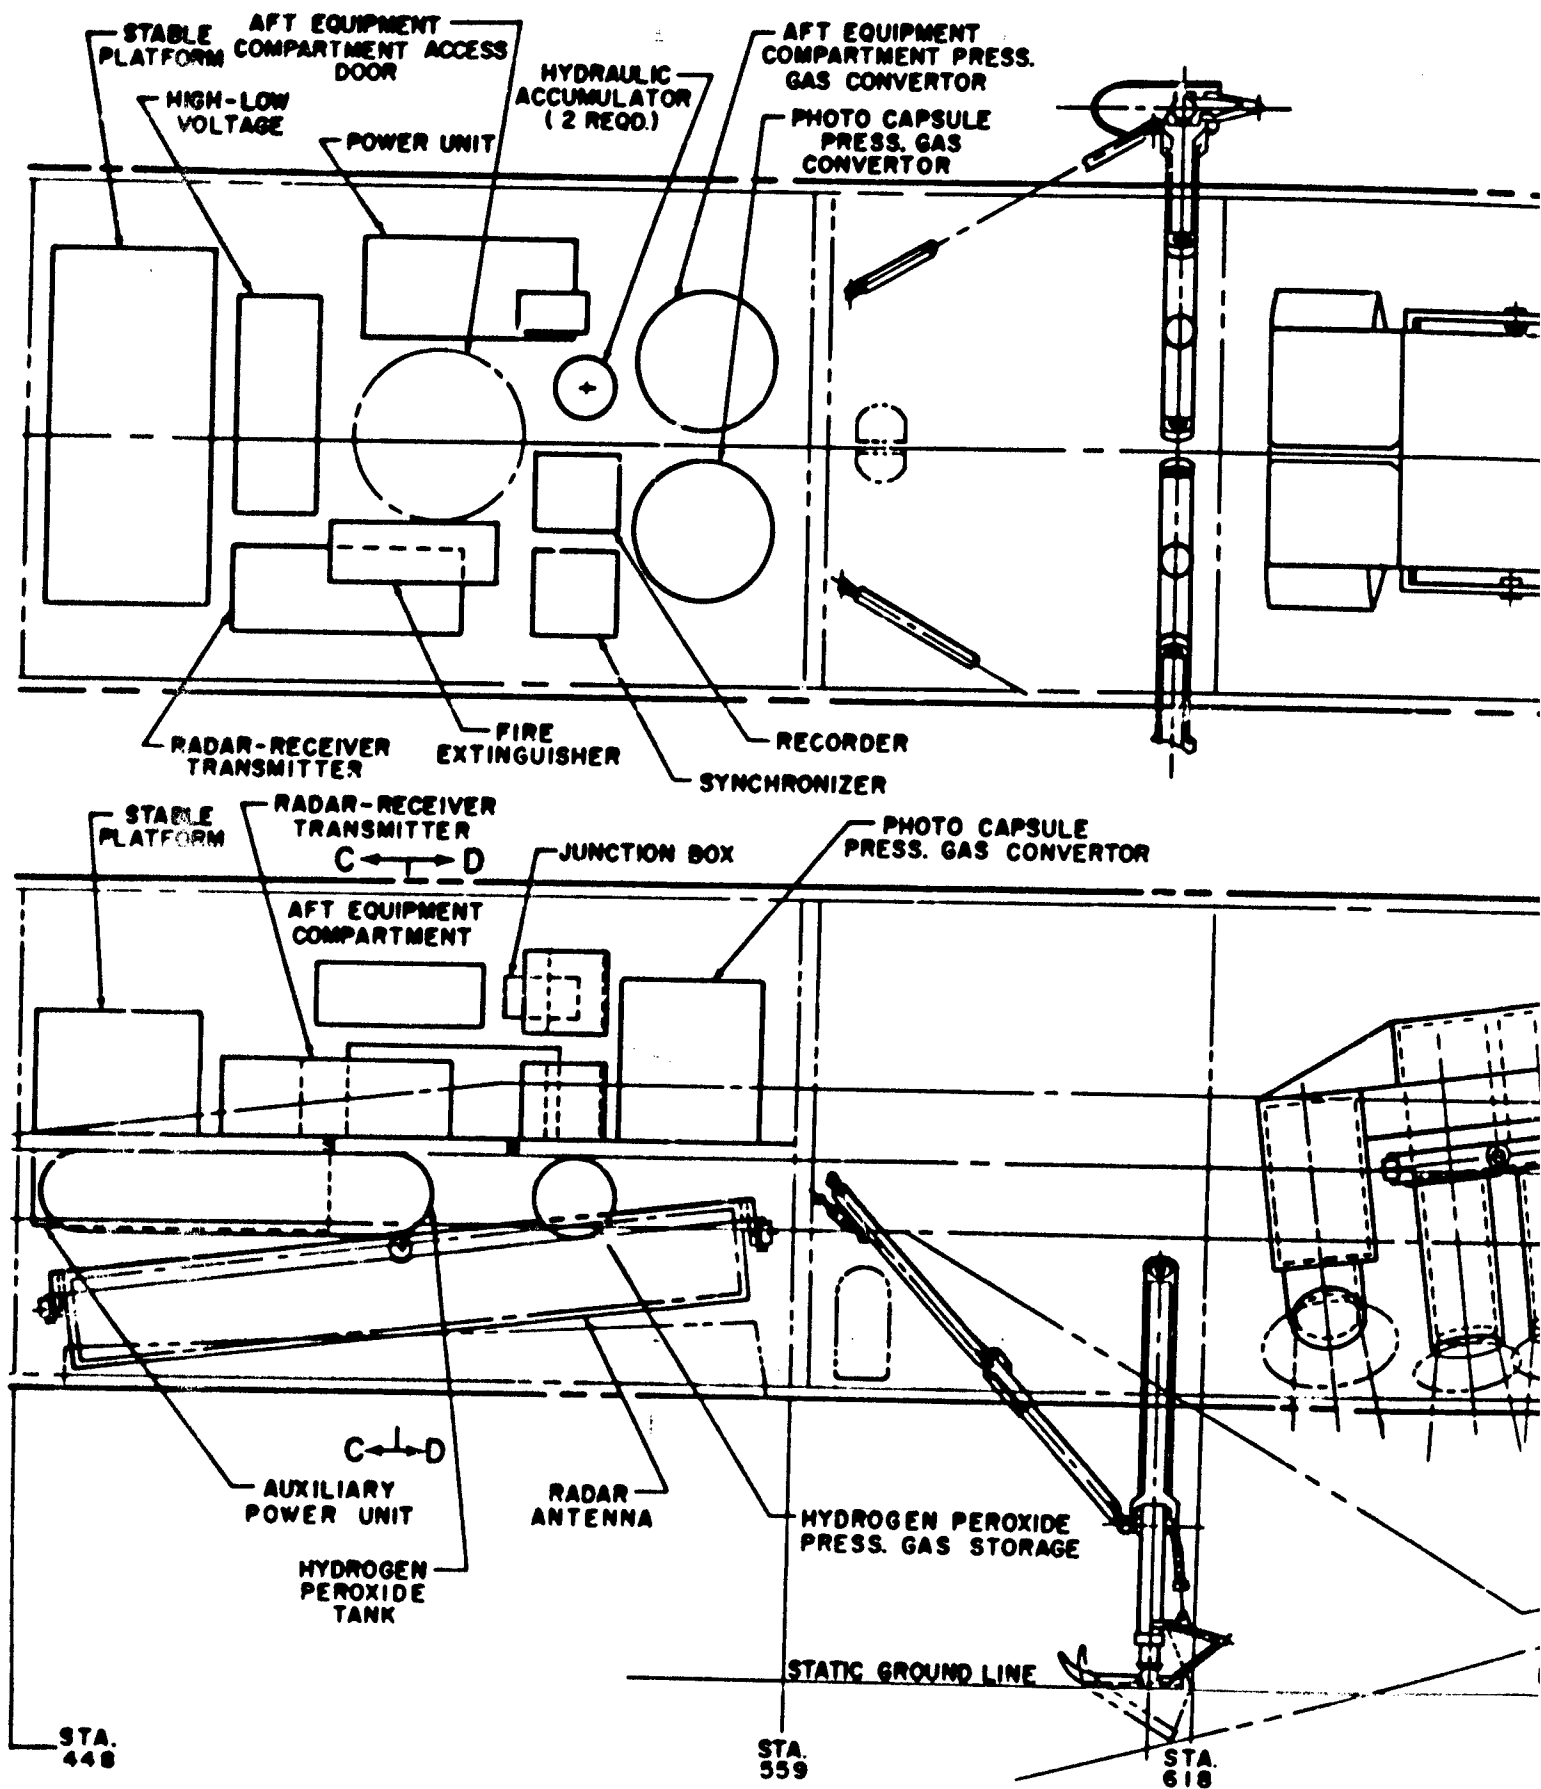 STABLE
PLATFORM
AFT EQUIPMENT
COMPARTMENT ACCESS
DOOR
HIGH-LOW
VOLTAGE
POWER UNIT
HYDRAULIC
ACCUMULATOR
(2 REQD.)
AFT EQUIPMENT
COMPARTMENT PRESS.
GAS CONVERTOR
PHOTO CAPSULE
PRESS. GAS
CONVERTOR
RADAR-RECEIVER
TRANSMITTER
FIRE
EXTINGUISHER
RECORDER
SYNCHRONIZER
STABLE
PLATFORM
RADAR-RECEIVER
TRANSMITTER
C D
JUNCTION BOX
PHOTO CAPSULE
PRESS. GAS CONVERTOR
AFT EQUIPMENT
COMPARTMENT
C D
AUXILIARY
POWER UNIT
RADAR
ANTENNA
HYDROGEN PEROXIDE
PRESS. GAS STORAGE
HYDROGEN
PEROXIDE
TANK
STATIC GROUND LINE
STA.
448
STA.
559
STA.
618